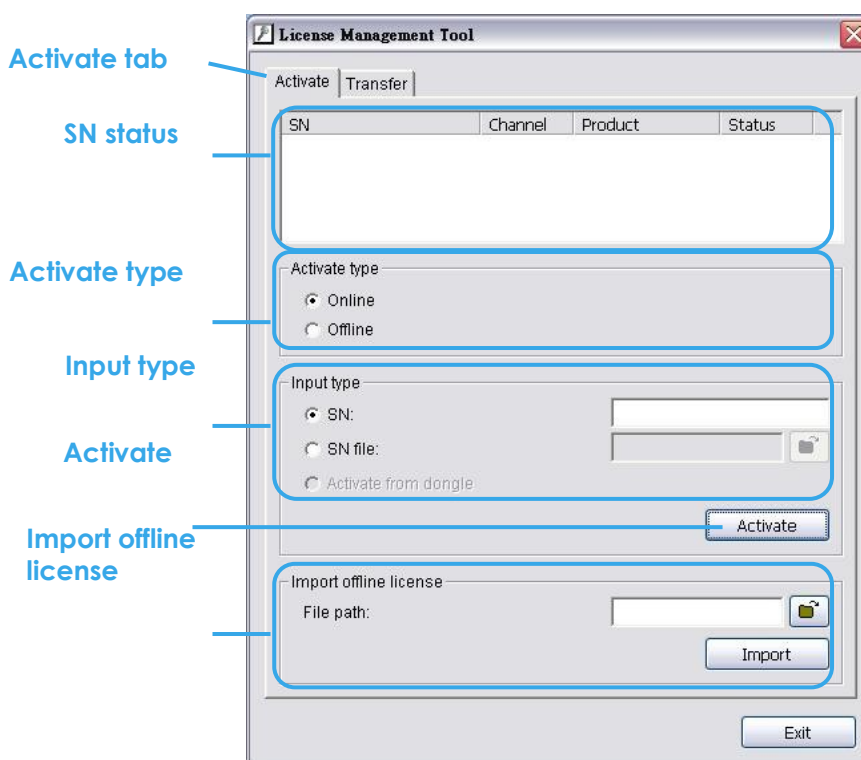 License Management Tool
Activate tab
Activate Transfer
SN status
SN Channel Product Status
Activate type
Activate type
Online
Offline
Input type
Input type
SN:
SN file:
Activate
Activate from dongle
Activate
Import offline
license
Import offline license
File path:
Import
Exit